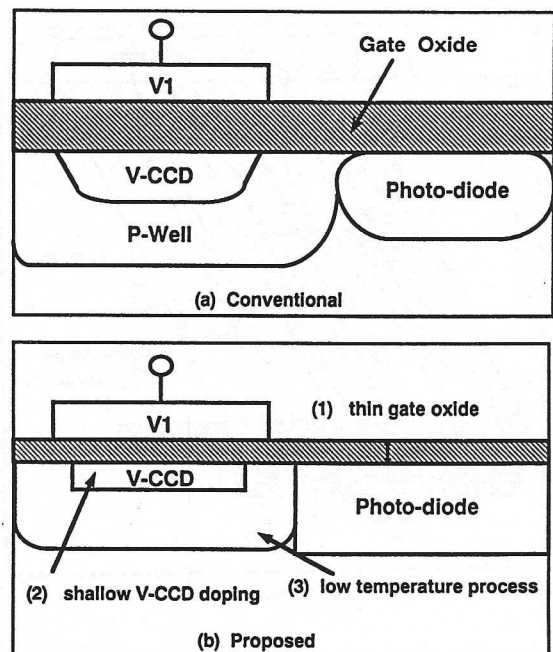 Gate Oxide
V1
V-CCD
Photo-diode
P-Well
(a) Conventional
V1
(1) thin gate oxide
V-CCD
Photo-diode
(2) shallow V-CCD doping
(3) low temperature process
(b) Proposed